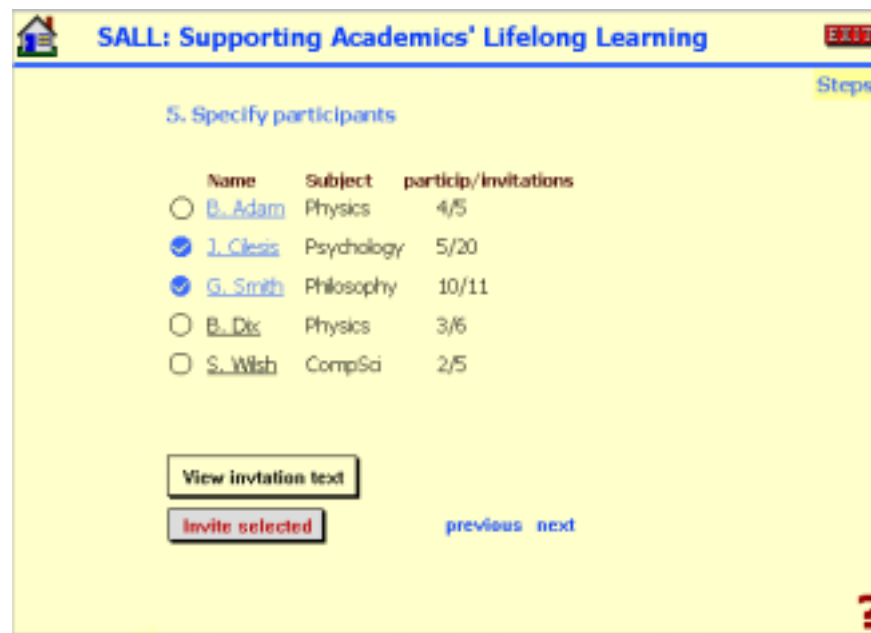 SALL: Supporting Academics' Lifelong Learning EXIT
Steps
5. Specify participants
Name Subject particip/invitations
B. Adam Physics 4/5
J. Cilesis Psychology 5/20
G. Smith Philosophy 10/11
B. Dix Physics 3/6
S. Wilsh CompSci 2/5
View invtation text
Invite selected previous next
?